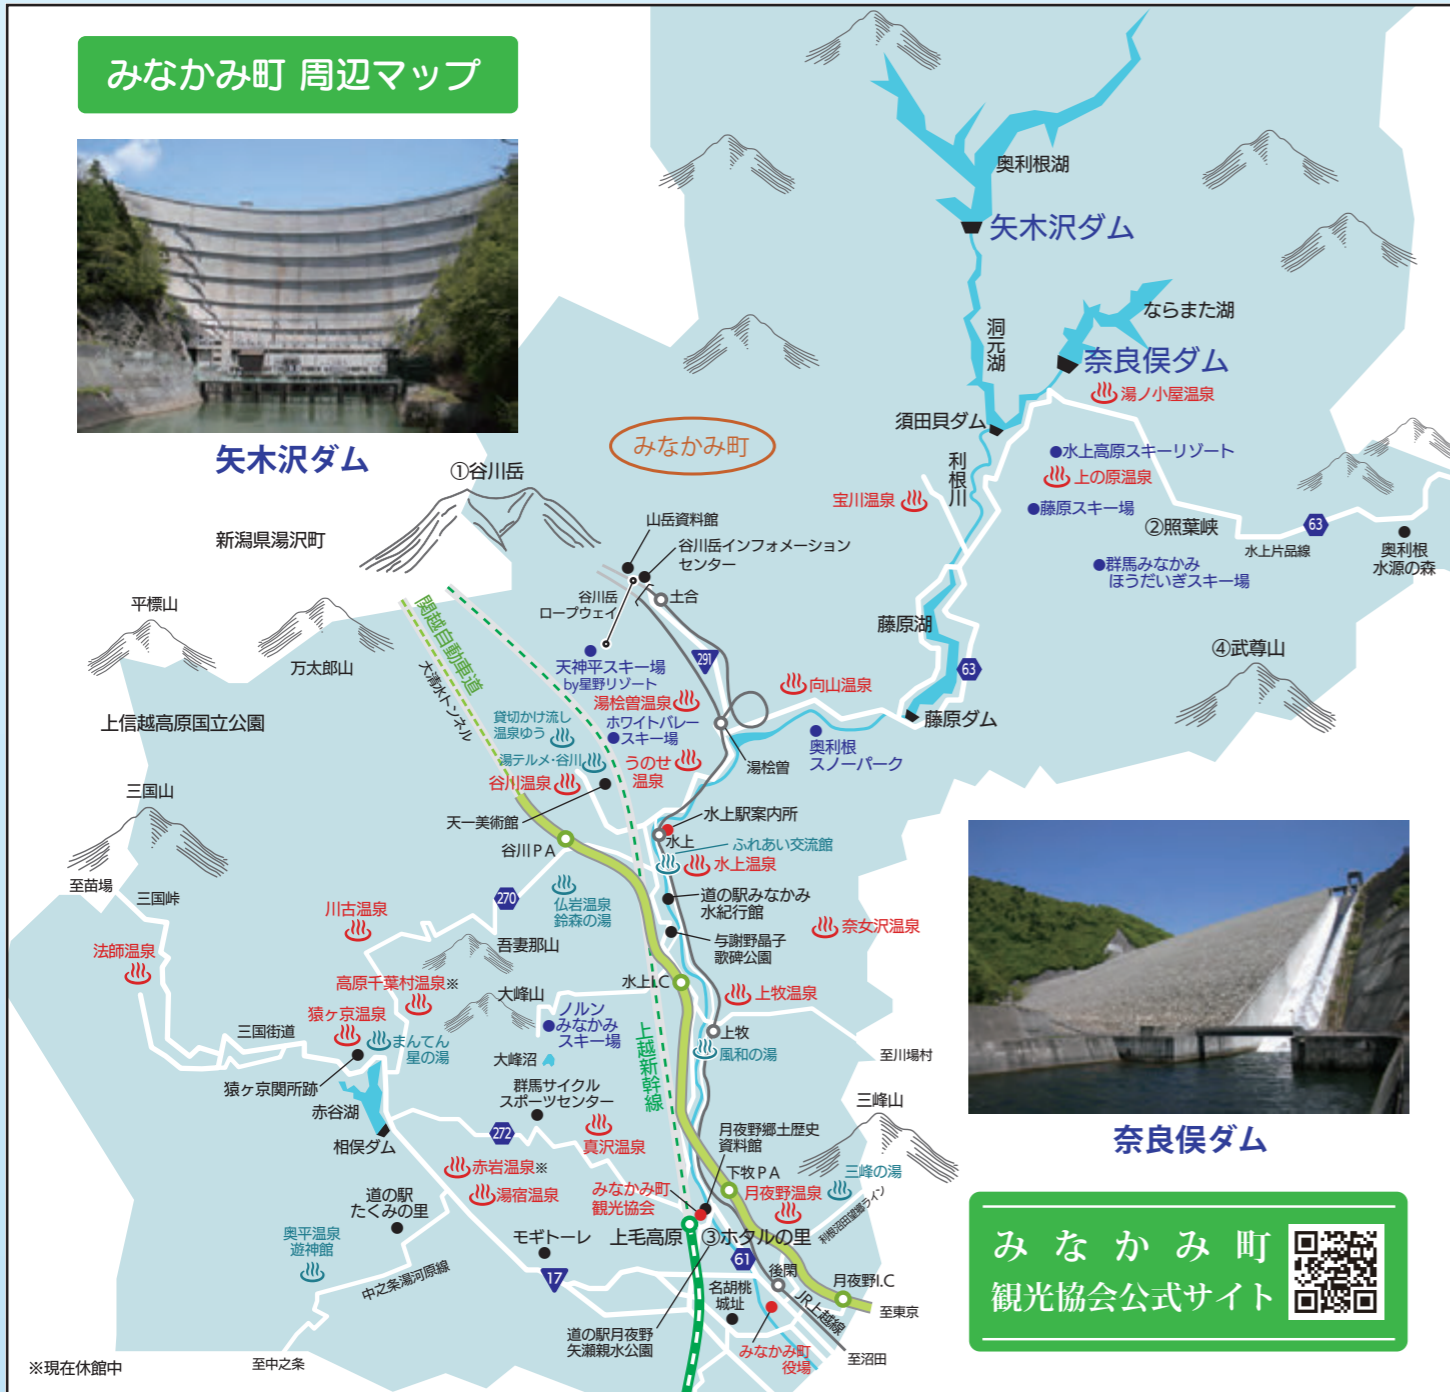 みなかみ町 周辺マップ
矢木沢ダム
奥利根湖
矢木沢ダム
ならまた湖
洞元湖
奈良俣ダム
湯ノ小屋温泉
須田貝ダム
みなかみ町
利根川
●水上高原スキーリゾート
上の原温泉
宝川温泉
●藤原スキー場
②照葉峡
63
水上片品線
奥利根
水源の森
●群馬みなかみ
ほうだいぎスキー場
①谷川岳
新潟県湯沢町
山岳資料館
谷川岳インフォメーション
センター
谷川岳
ロープウェイ
土合
藤原湖
④武尊山
平標山
万太郎山
関越自動車道
大清水トンネル
天神平スキー場
by星野リゾート
291
63
湯桧曽温泉
向山温泉
藤原ダム
上信越高原国立公園
貸切かけ流し
温泉ゆう
ホワイトバレー
●スキー場
湯テルメ・谷川
うのせ
温泉
湯桧曽
奥利根
スノーパーク
谷川温泉
三国山
天一美術館
水上駅案内所
水上
谷川PA
ふれあい交流館
水上温泉
至苗場
三国峠
270
仏岩温泉
鈴森の湯
道の駅みなかみ
水紀行館
川古温泉
奈女沢温泉
与謝野晶子
歌碑公園
法師温泉
吾妻耶山
高原千葉村温泉※
水上I.C
大峰山
上牧温泉
ノルン
●みなかみ
スキー場
猿ヶ京温泉
三国街道
まんてん
星の湯
上越新幹線
上牧
風和の湯
至川場村
大峰沼
猿ヶ京関所跡
群馬サイクル
スポーツセンター
赤谷湖
三峰山
相俣ダム
272
真沢温泉
月夜野郷土歴史
資料館
奈良俣ダム
赤岩温泉※
下牧PA
三峰の湯
湯宿温泉
月夜野温泉
みなかみ町
観光協会
道の駅
たくみの里
利根沼田望郷ライン
奥平温泉
遊神館
モギトーレ
上毛高原
③ホタルの里
61
中之条湯河原線
17
後閑
月夜野I.C
名胡桃
城址
JR上越線
至東京
道の駅月夜野
矢瀬親水公園
みなかみ町
役場
至沼田
※現在休館中
至中之条
みなかみ町
観光協会公式サイト